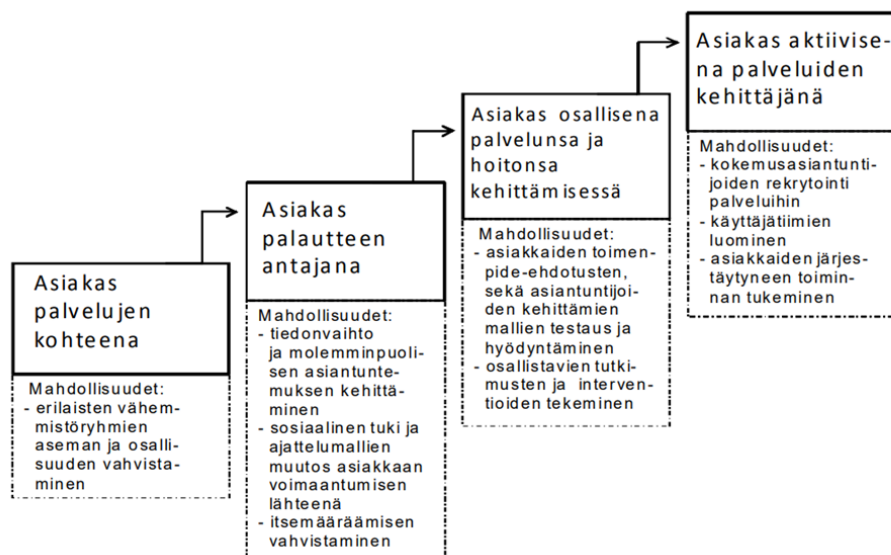 Asiakas
palvelujen
kohteena
Mahdollisuudet:
- erilaisten vähem-
mistöryhmien
aseman ja osalli-
suuden vahvista-
minen
Asiakas
palautteen
antajana
Mahdollisuudet:
- tiedonvaihto
ja molemminpuoli-
sen asiantunte-
muksen kehittä-
minen
- sosiaalinen tuki ja
ajattelumallien
muutos asiakkaan
voimaantumisen
lähteenä
- itsemääräämisen
vahvistaminen
Asiakas osallisena
palvelunsa ja
hoitonsa
kehittämisessä
Mahdollisuudet:
- asiakkaiden toimen-
pide-ehdotusten,
sekä asiantuntijoi-
den kehittämien
mallien testaus ja
hyödyntäminen
- osallistavien tutki-
musten ja interven-
tioiden tekeminen
Asiakas aktiivise-
na palveluiden
kehittäjänä
Mahdollisuudet:
- kokemusasiantunti-
joiden rekrytointi
palveluihin
- käyttäjätiimien
luominen
- asiakkaiden järjes-
täytyneen toimin-
nan tukeminen